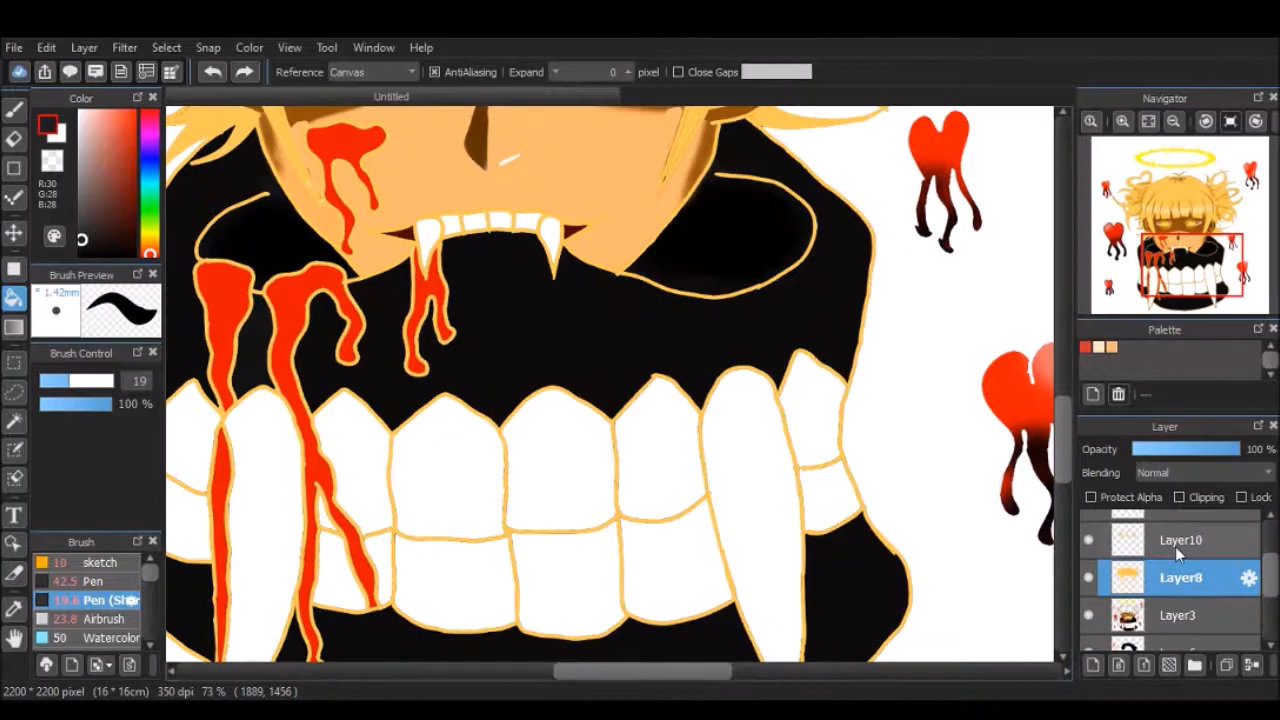 File Edit Layer Filter Select Snap Color View Tool Window Help
Reference Canvas AntiAliasing Expand 0 pixel Close Gaps
Color
Untitled
Navigator
R:30
G:28
B:28
Brush Preview
* 1.42mm
Brush Control
19
100 %
Palette
---
Layer
Opacity 100 %
Blending Normal
Protect Alpha Clipping Lock
Layer10
Layer8
Layer3
Brush
10 sketch
42.5 Pen
19.6 Pen (Sha
23.8 Airbrush
50 Watercolor
2200 * 2200 pixel (16 * 16cm) 350 dpi 73 % ( 1889, 1456 )